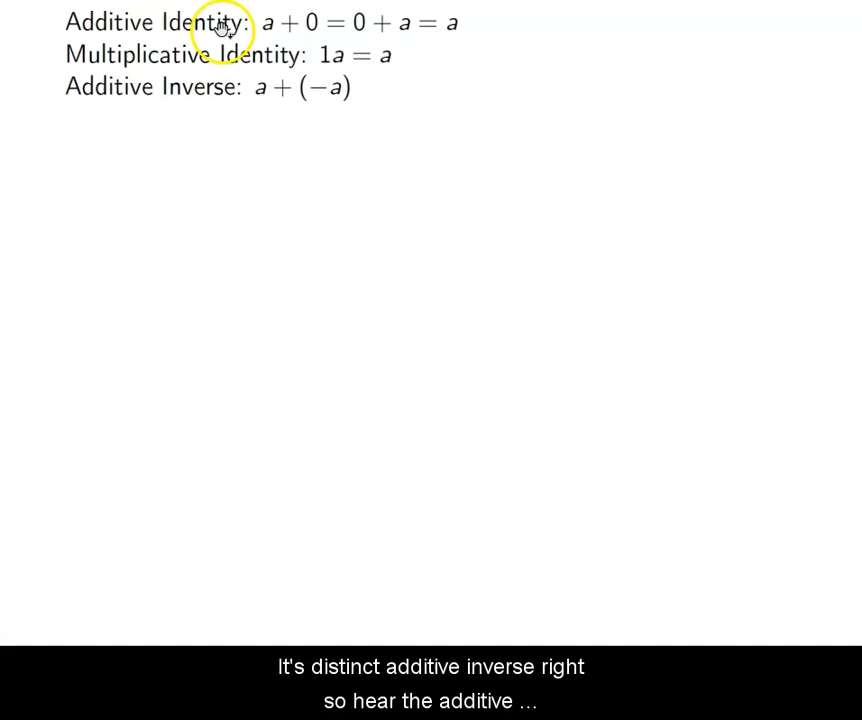 Additive Identity: a + 0 = 0 + a = a
Multiplicative Identity: 1a = a
Additive Inverse: a + (−a)
It's distinct additive inverse right
so hear the additive ...